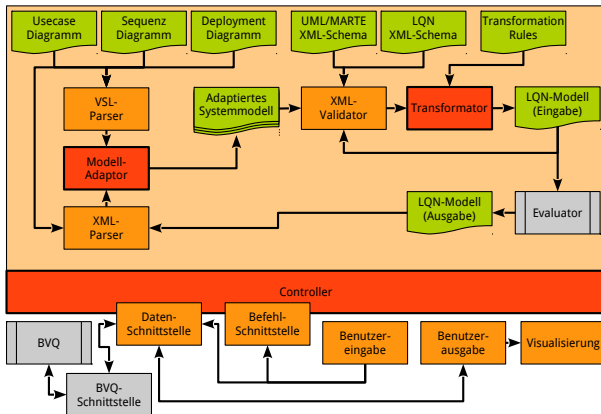 Usecase
Diagramm
Sequenz
Diagramm
Deployment
Diagramm
UML/MARTE
XML-Schema
LQN
XML-Schema
Transformation
Rules
VSL-
Parser
Adaptiertes
Systemmodell
XML-
Validator
Transformator
LQN-Modell
(Eingabe)
Modell-
Adaptor
XML-
Parser
LQN-Modell
(Ausgabe)
Evaluator
Controller
Daten-
Schnittstelle
Befehl-
Schnittstelle
BVQ
Benutzer-
eingabe
Benutzer-
ausgabe
Visualisierung
BVQ-
Schnittstelle